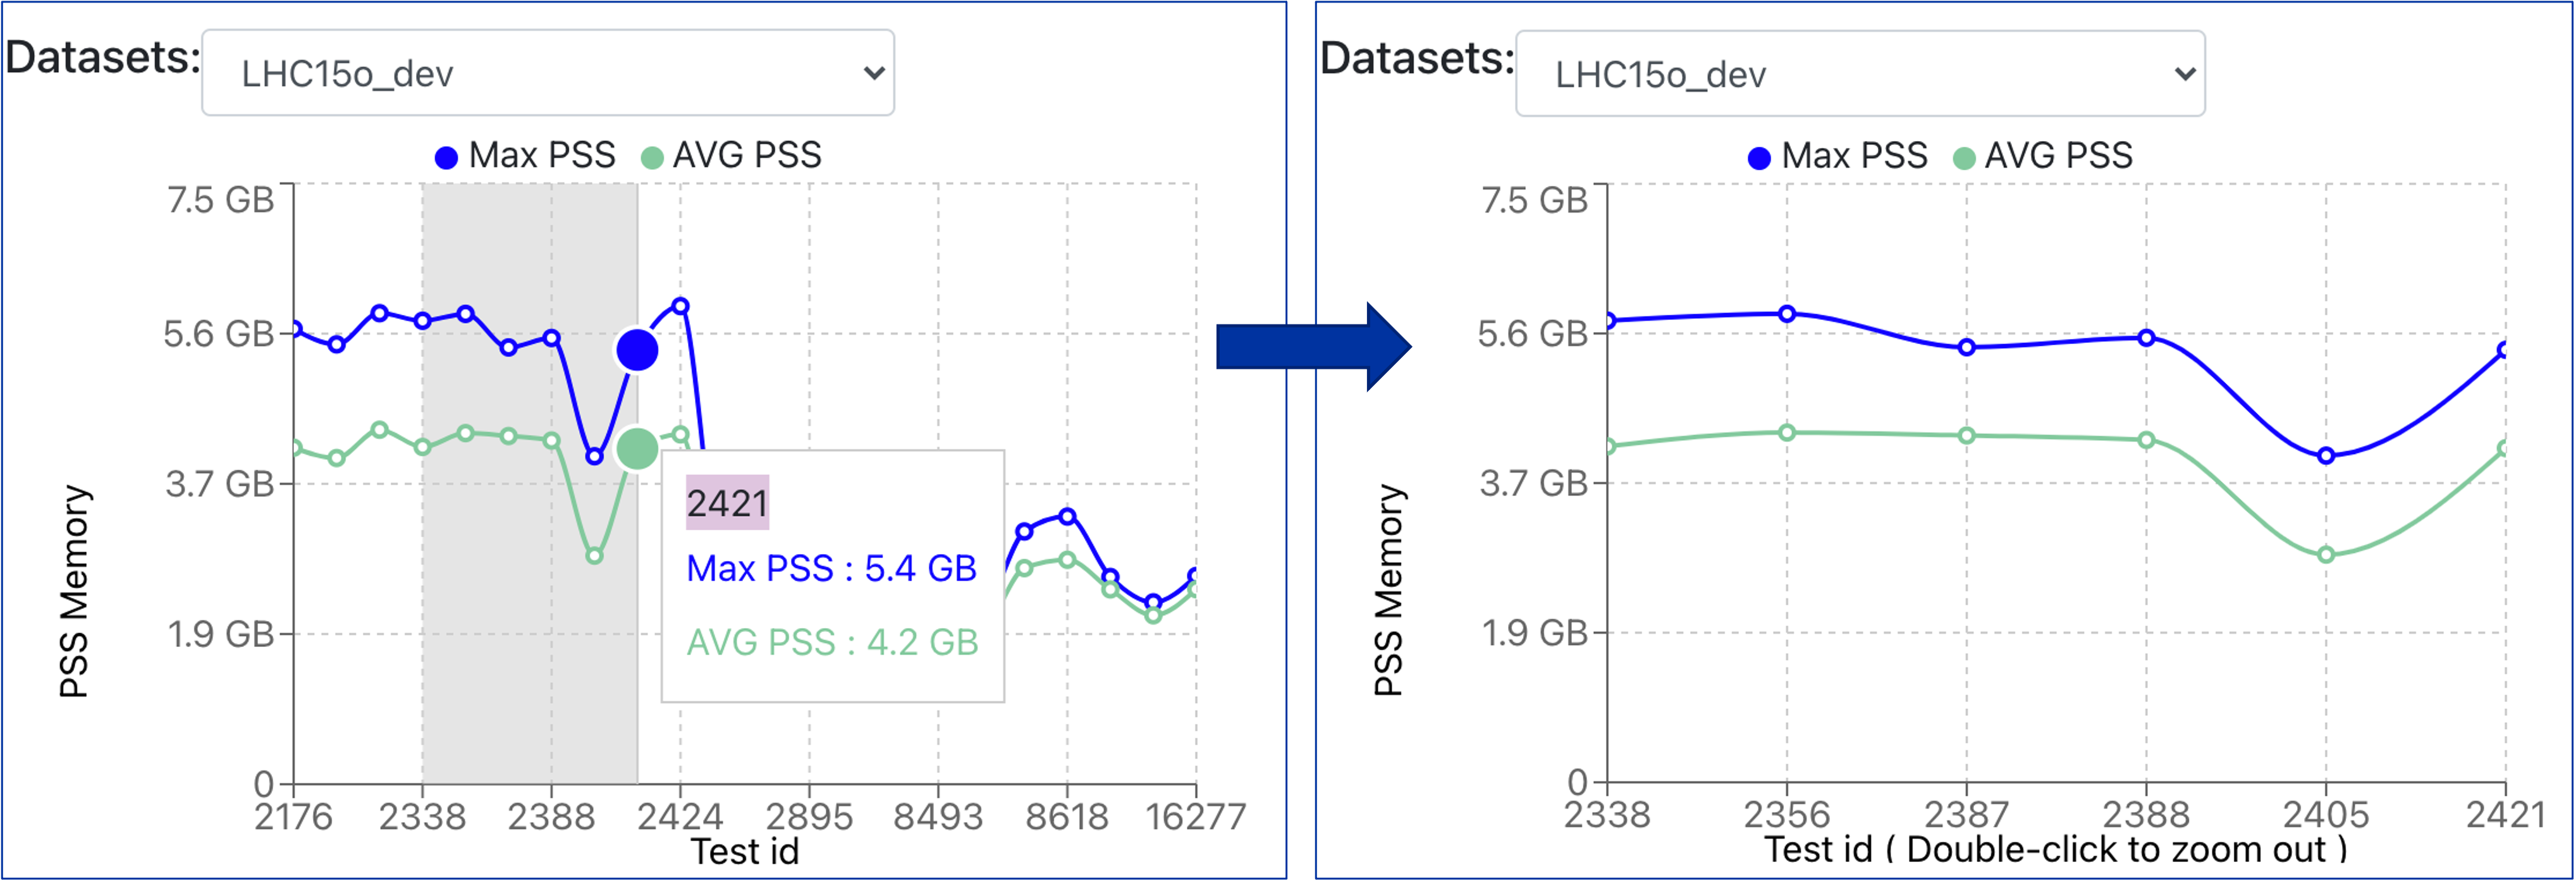 Datasets: LHC15o_dev
Max PSS AVG PSS
7.5 GB
5.6 GB
3.7 GB
1.9 GB
0
PSS Memory
2421
Max PSS : 5.4 GB
AVG PSS : 4.2 GB
2176 2338 2388 2424 2895 8493 8618 16277
Test id
Datasets: LHC15o_dev
Max PSS AVG PSS
7.5 GB
5.6 GB
3.7 GB
1.9 GB
0
PSS Memory
2338 2356 2387 2388 2405 2421
Test id ( Double-click to zoom out )